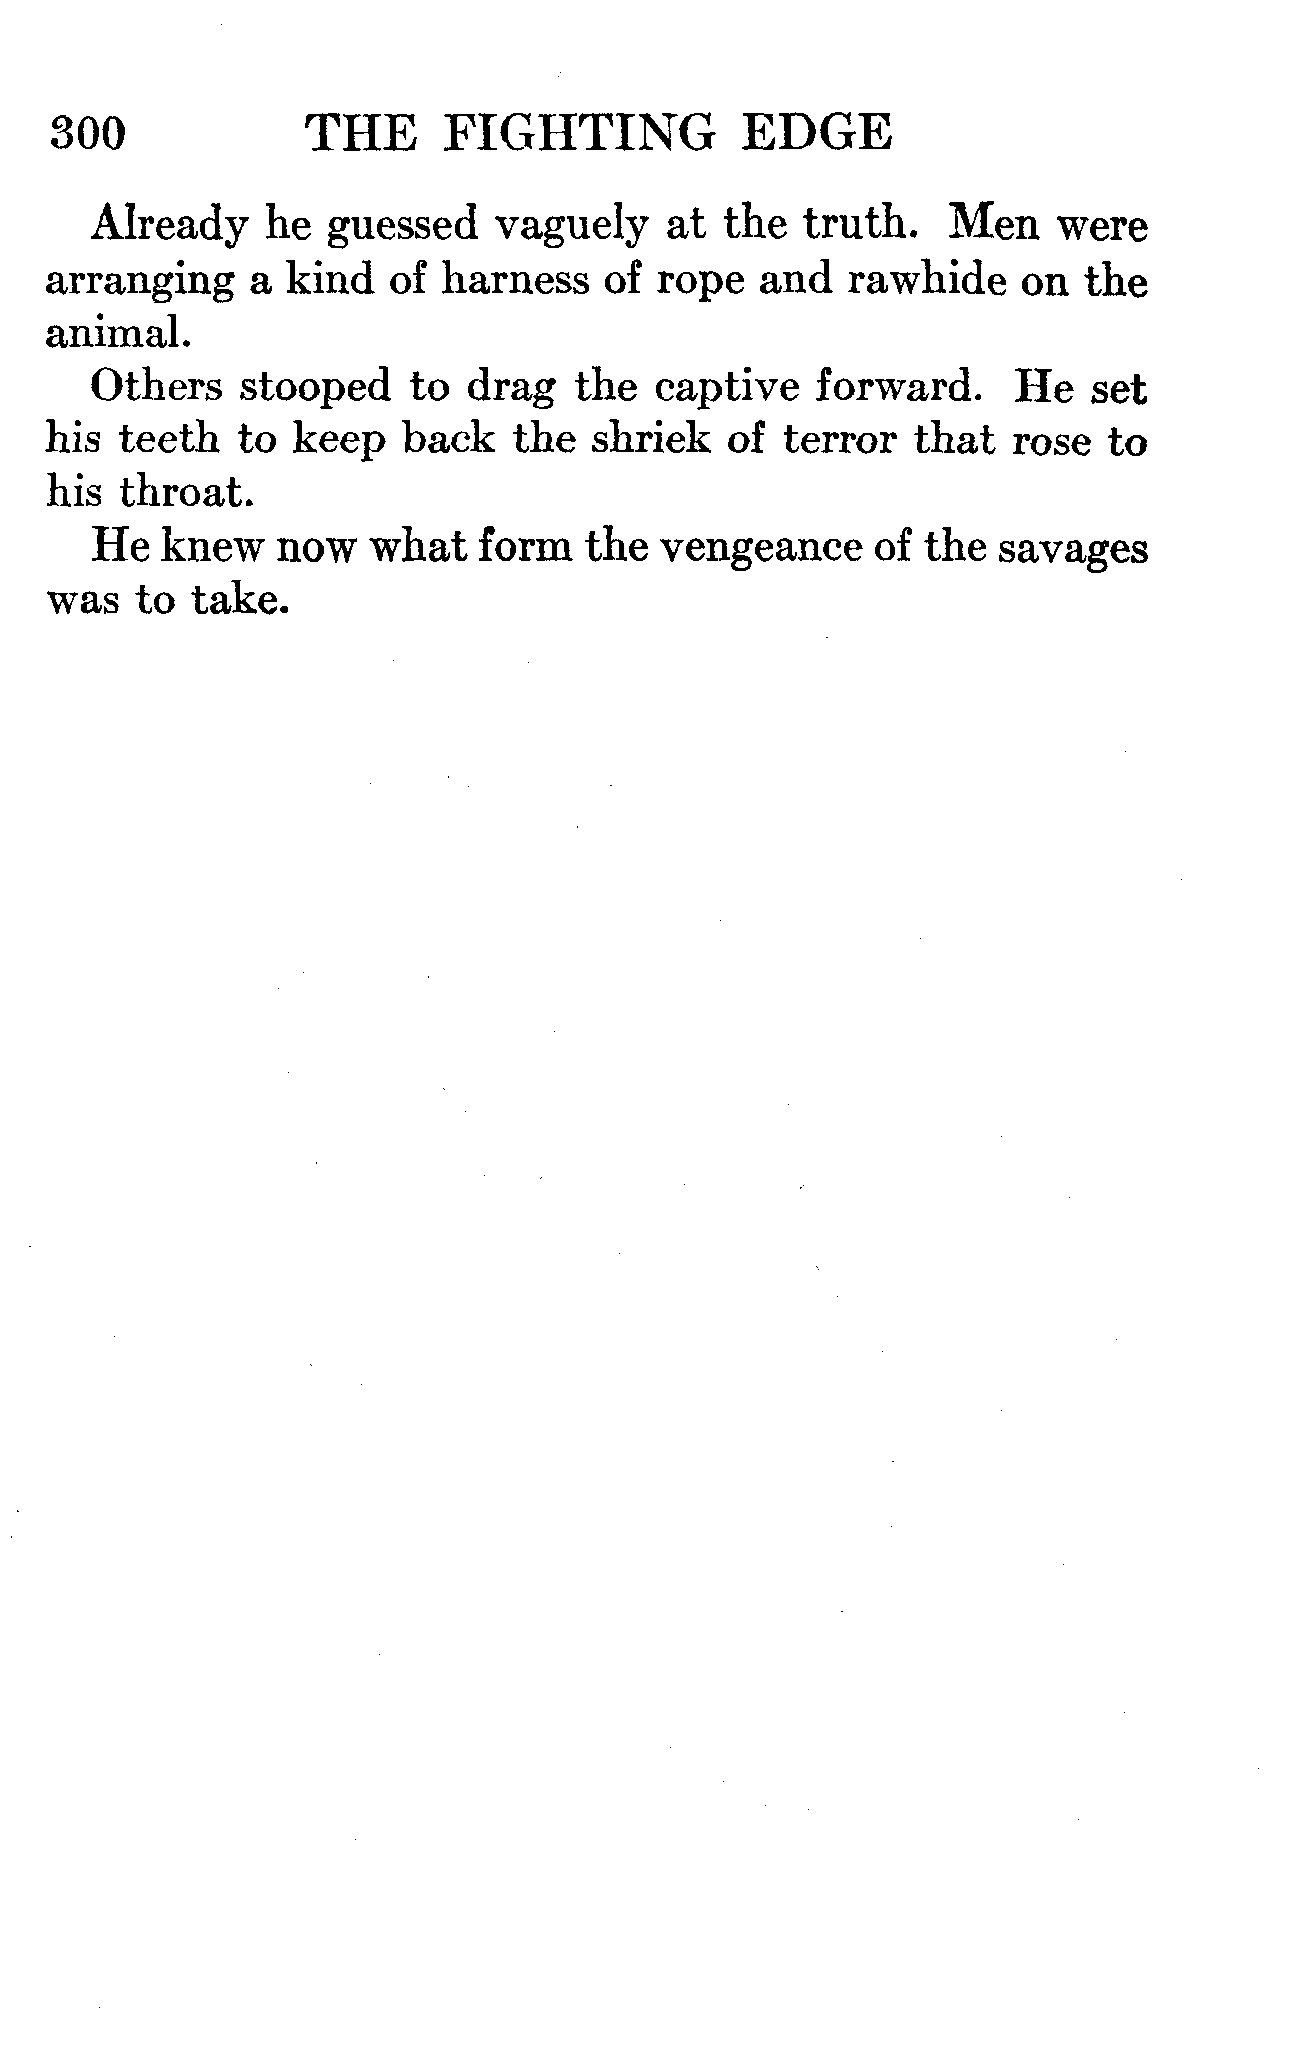 300 THE FIGHTING EDGE
Already he guessed vaguely at the truth. Men were
arranging a kind of harness of rope and rawhide on the
animal.
Others stooped to drag the captive forward. He set
his teeth to keep back the shriek of terror that rose to
his throat.
He knew now what form the vengeance of the savages
was to take.